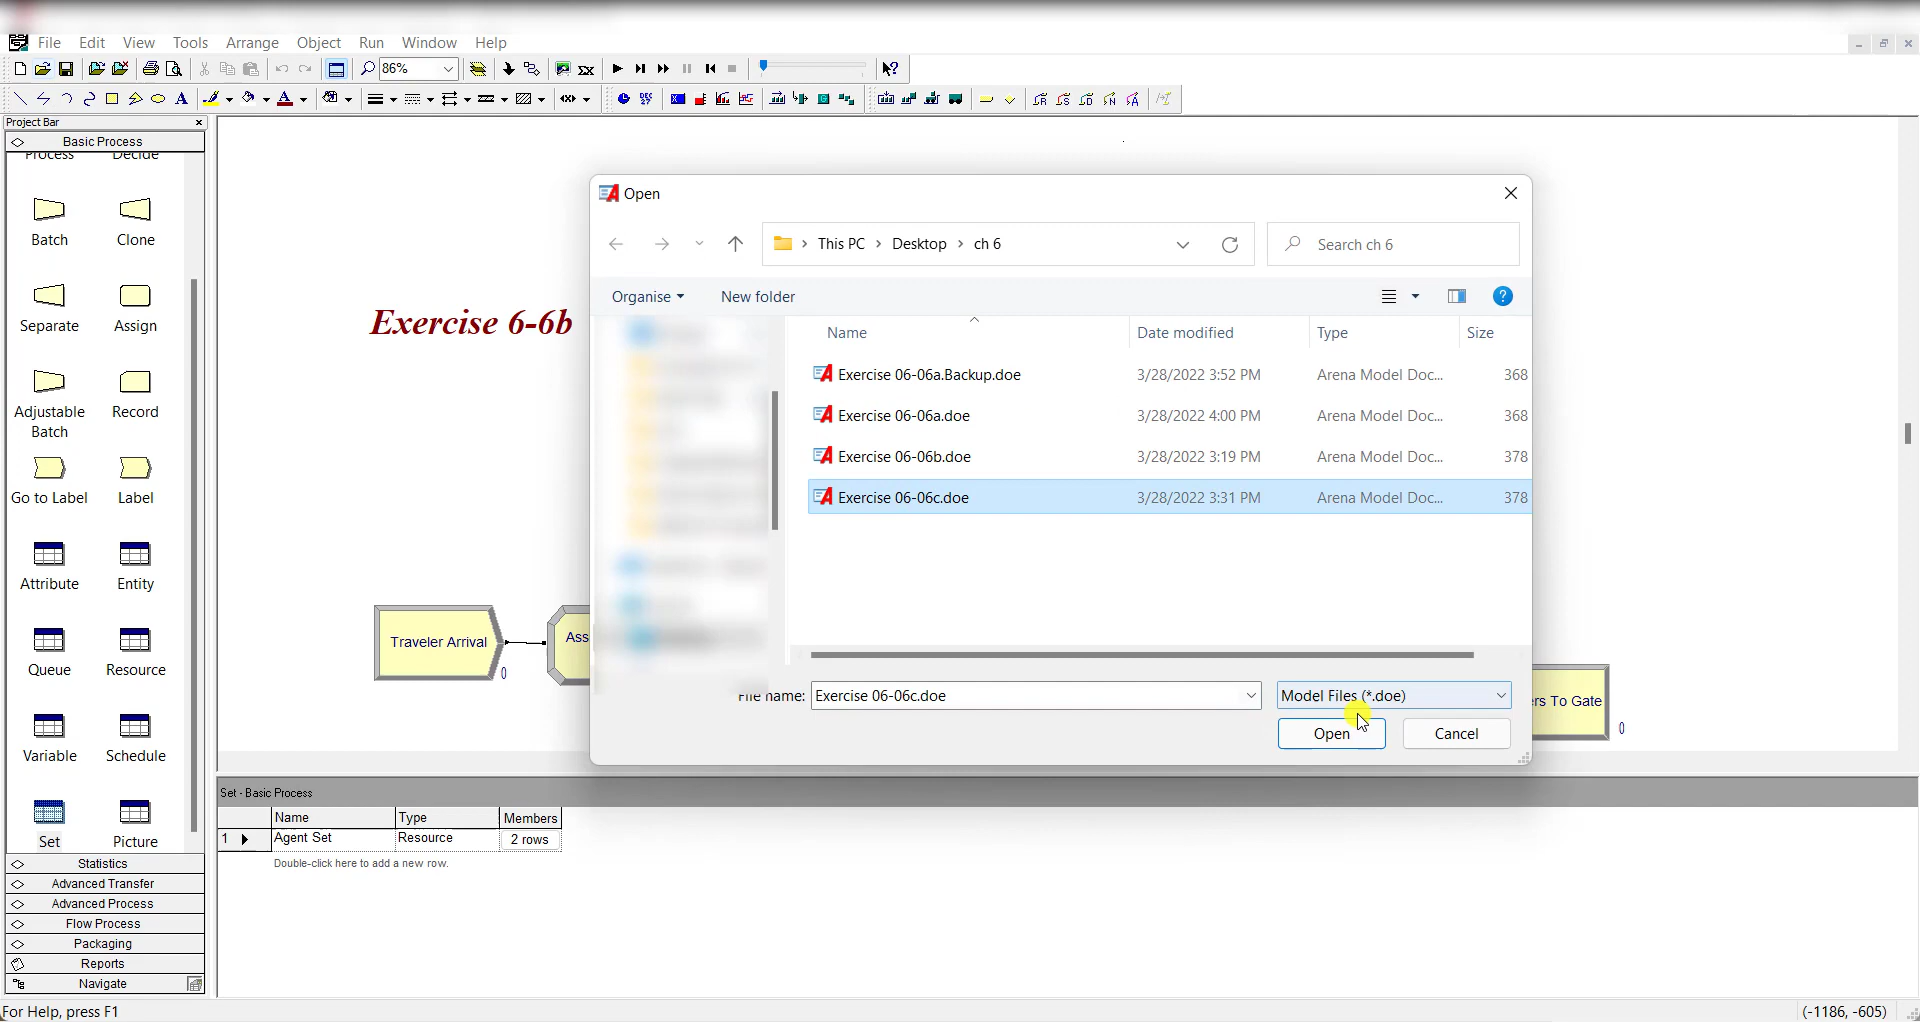 File Edit View Tools Arrange Object Run Window Help
86%
Project Bar
Basic Process
Process Decide
Batch Clone
Separate Assign
Adjustable Batch Record
Go to Label Label
Attribute Entity
Queue Resource
Variable Schedule
Set Picture
Statistics
Advanced Transfer
Advanced Process
Flow Process
Packaging
Reports
Navigate
Exercise 6-6b
Traveler Arrival
0
Ass
rs To Gate
0
Open
This PC > Desktop > ch 6
Search ch 6
Organise New folder
Name Date modified Type Size
Exercise 06-06a.Backup.doe 3/28/2022 3:52 PM Arena Model Doc... 368
Exercise 06-06a.doe 3/28/2022 4:00 PM Arena Model Doc... 368
Exercise 06-06b.doe 3/28/2022 3:19 PM Arena Model Doc... 378
Exercise 06-06c.doe 3/28/2022 3:31 PM Arena Model Doc... 378
File name: Exercise 06-06c.doe Model Files (*.doe)
Open Cancel
Set - Basic Process
Name Type Members
1 Agent Set Resource 2 rows
Double-click here to add a new row.
For Help, press F1
(-1186, -605)